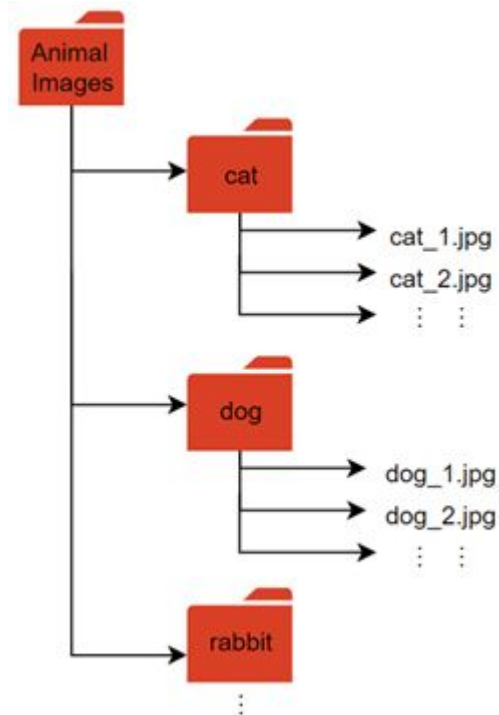 Animal
Images
cat
cat_1.jpg
cat_2.jpg
⋮ ⋮
dog
dog_1.jpg
dog_2.jpg
⋮ ⋮
rabbit
⋮